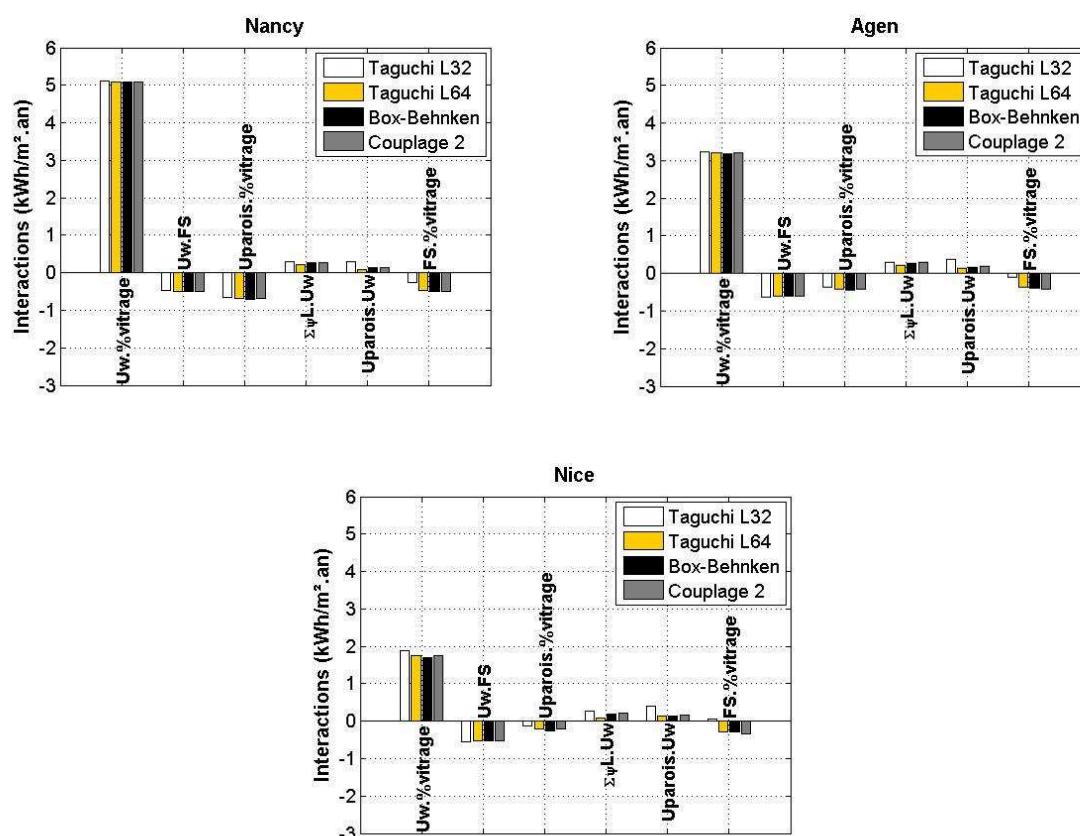 Nancy
Interactions (kWh/m².an)
6
5
4
3
2
1
0
-1
-2
-3
Taguchi L32
Taguchi L64
Box-Behnken
Couplage 2
Uw.%vitrage
Uw.FS
Uparois.%vitrage
ΣψL.Uw
Uparois.Uw
FS.%vitrage
Agen
Interactions (kWh/m².an)
6
5
4
3
2
1
0
-1
-2
-3
Taguchi L32
Taguchi L64
Box-Behnken
Couplage 2
Uw.%vitrage
Uw.FS
Uparois.%vitrage
ΣψL.Uw
Uparois.Uw
FS.%vitrage
Nice
Interactions (kWh/m².an)
6
5
4
3
2
1
0
-1
-2
-3
Taguchi L32
Taguchi L64
Box-Behnken
Couplage 2
Uw.%vitrage
Uw.FS
Uparois.%vitrage
ΣψL.Uw
Uparois.Uw
FS.%vitrage